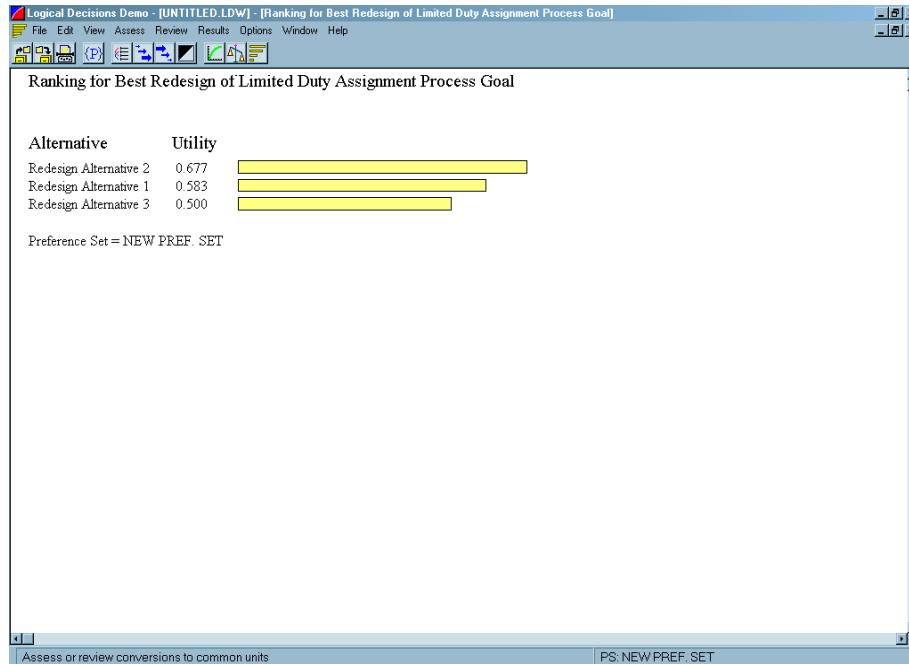 Logical Decisions Demo - [UNTITLED.LDW] - [Ranking for Best Redesign of Limited Duty Assignment Process Goal]
File Edit View Assess Review Results Options Window Help
{P}
Ranking for Best Redesign of Limited Duty Assignment Process Goal
Alternative Utility
Redesign Alternative 2 0.677
Redesign Alternative 1 0.583
Redesign Alternative 3 0.500
Preference Set = NEW PREF. SET
Assess or review conversions to common units PS: NEW PREF. SET